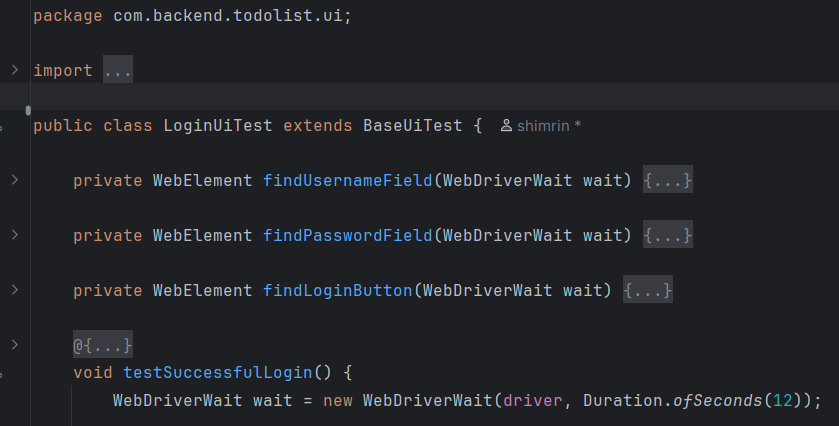 package com.backend.todolist.ui;
import ...
public class LoginUiTest extends BaseUiTest { shimrin *
private WebElement findUsernameField(WebDriverWait wait) {...}
private WebElement findPasswordField(WebDriverWait wait) {...}
private WebElement findLoginButton(WebDriverWait wait) {...}
@{...}
void testSuccessfulLogin() {
WebDriverWait wait = new WebDriverWait(driver, Duration.ofSeconds(12));